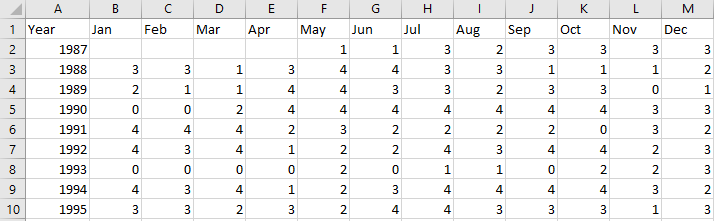 A B C D E F G H I J K L M
1 Year Jan Feb Mar Apr May Jun Jul Aug Sep Oct Nov Dec
2 1987 1 1 3 2 3 3 3 3
3 1988 3 3 1 3 4 4 3 3 1 1 1 2
4 1989 2 1 1 4 4 3 3 2 3 3 0 1
5 1990 0 0 2 4 4 4 4 4 4 4 3 3
6 1991 4 4 4 2 3 2 2 2 2 0 3 2
7 1992 4 3 4 1 2 2 4 3 4 4 2 3
8 1993 0 0 0 0 2 0 1 1 0 2 2 3
9 1994 4 3 4 1 2 3 4 4 4 4 3 2
10 1995 3 3 2 3 2 4 4 3 3 3 1 3